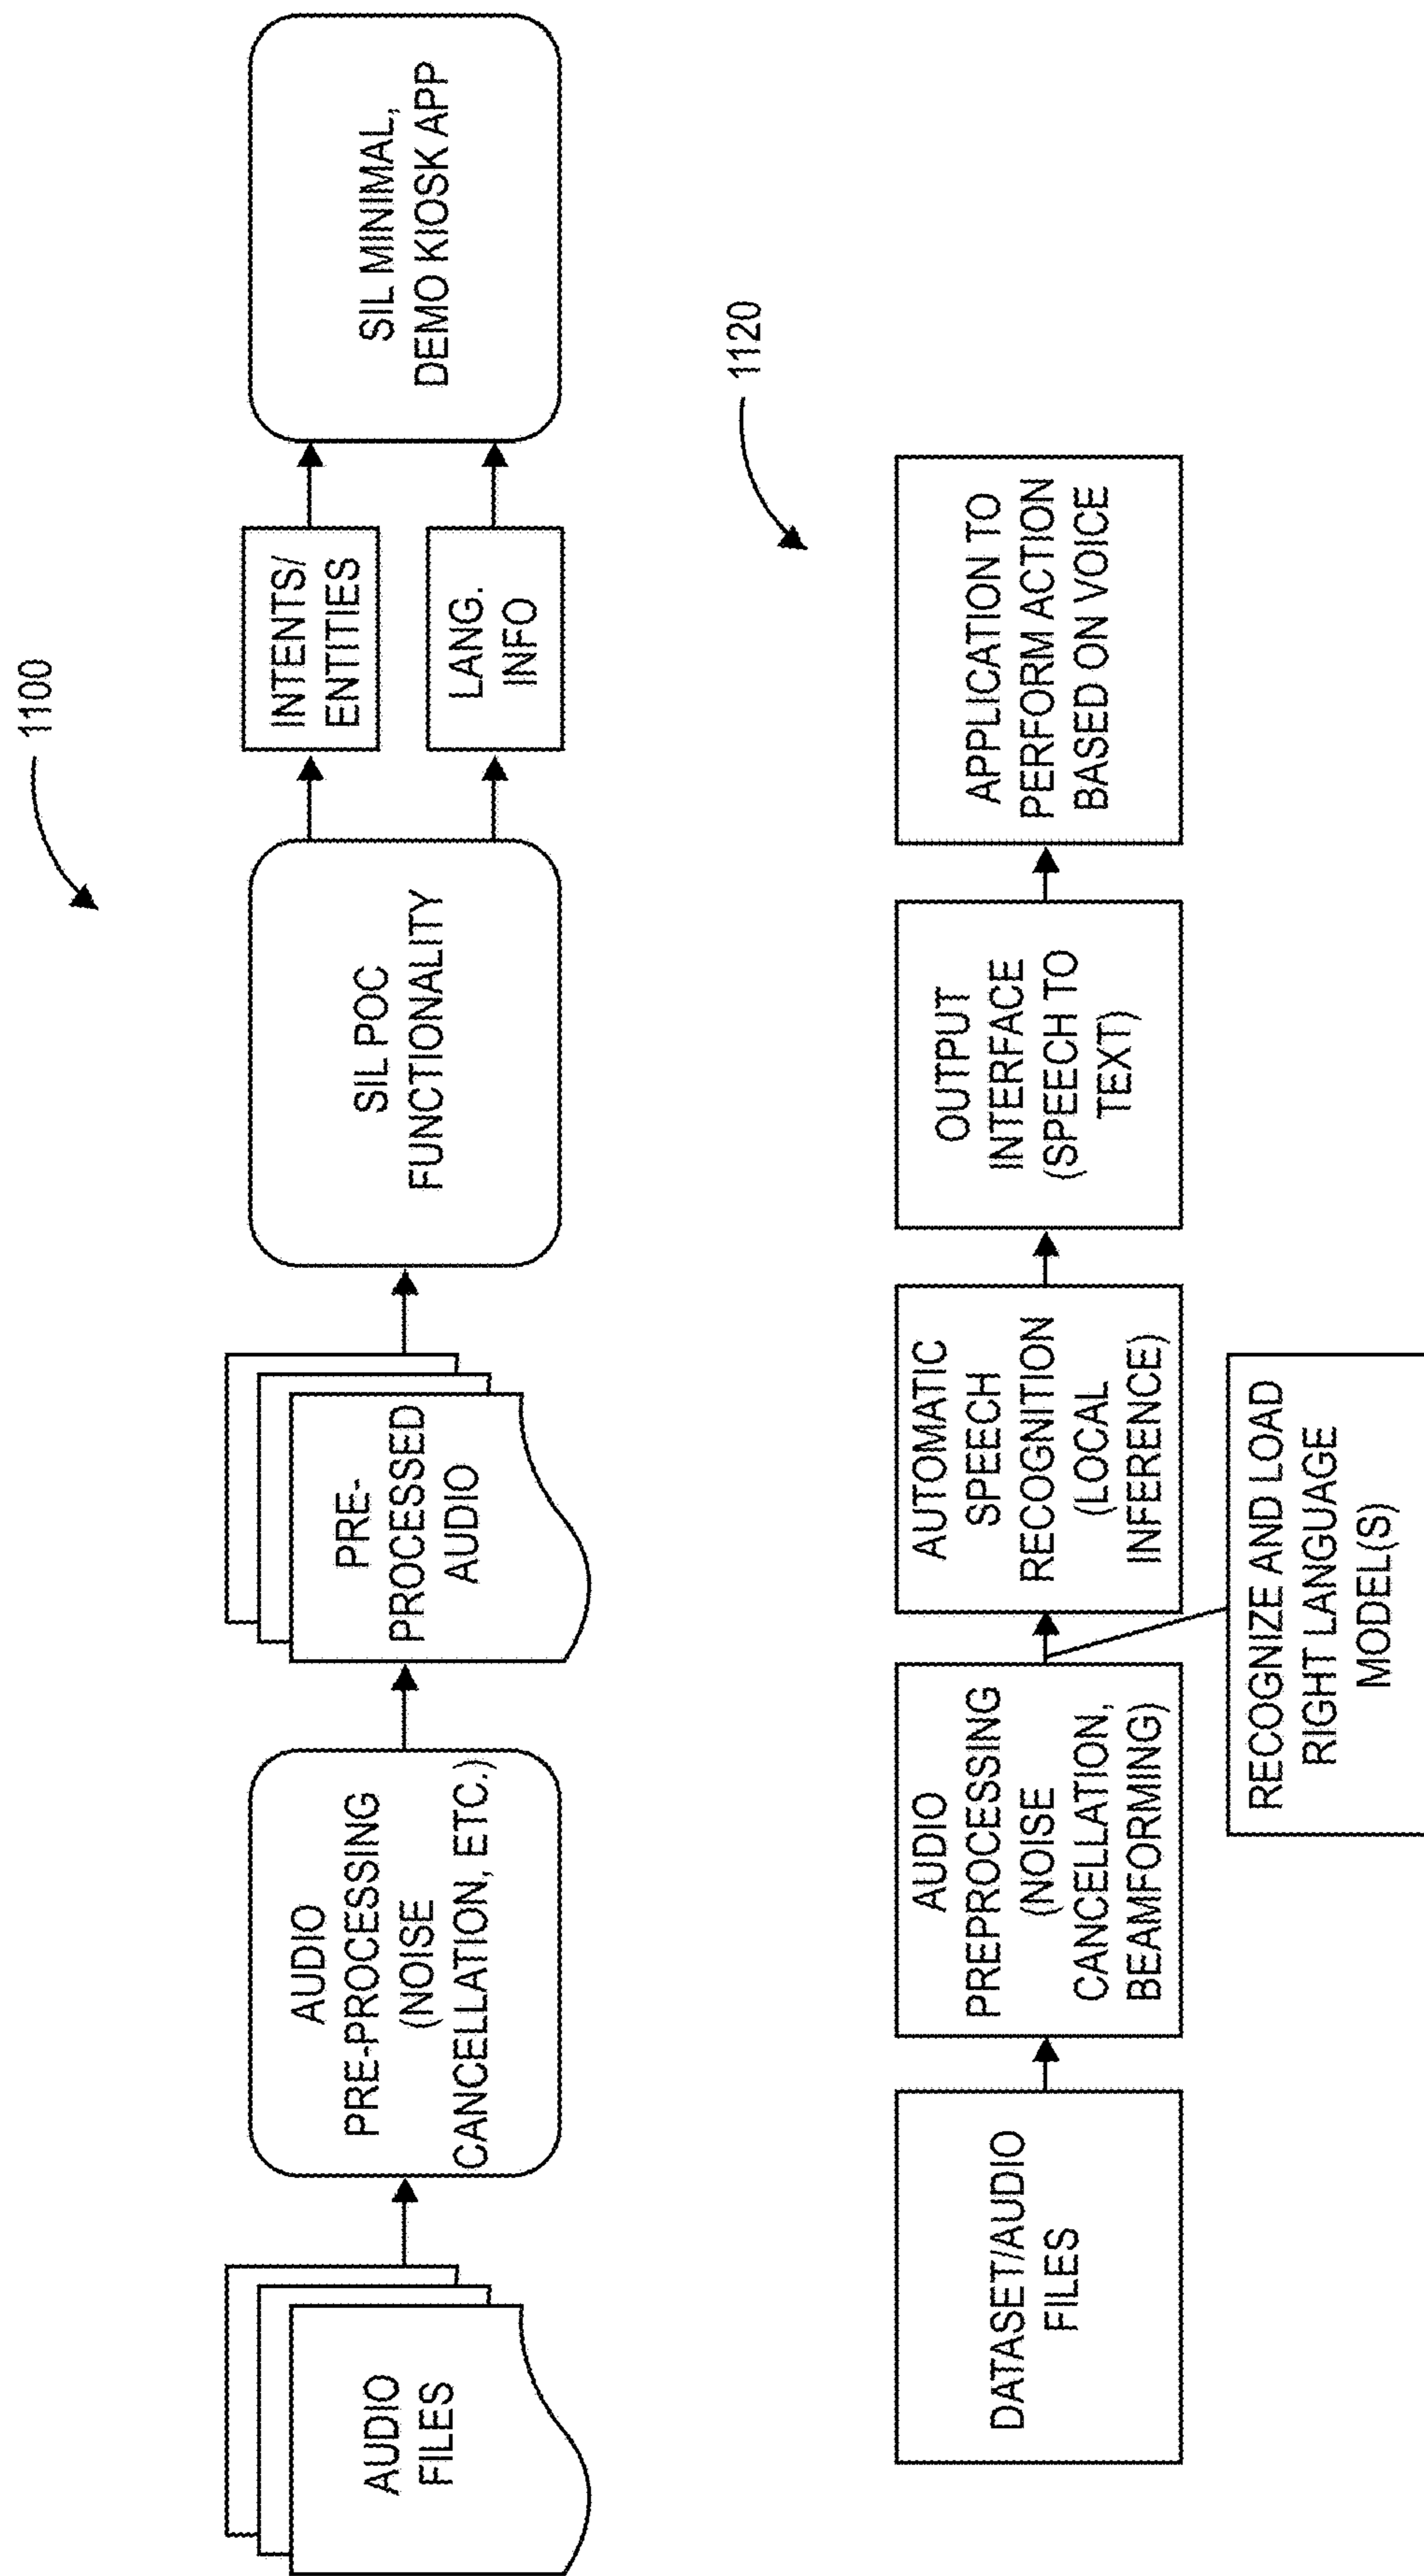 1100
AUDIO
FILES
AUDIO
PRE-PROCESSING
(NOISE
CANCELLATION, ETC.)
PRE-
PROCESSED
AUDIO
SIL POC
FUNCTIONALITY
INTENTS/
ENTITIES
LANG.
INFO
SIL MINIMAL,
DEMO KIOSK APP
1120
DATASET/AUDIO
FILES
AUDIO
PREPROCESSING
(NOISE
CANCELLATION,
BEAMFORMING)
RECOGNIZE AND LOAD
RIGHT LANGUAGE
MODEL(S)
AUTOMATIC
SPEECH
RECOGNITION
(LOCAL
INFERENCE)
OUTPUT
INTERFACE
(SPEECH TO
TEXT)
APPLICATION TO
PERFORM ACTION
BASED ON VOICE